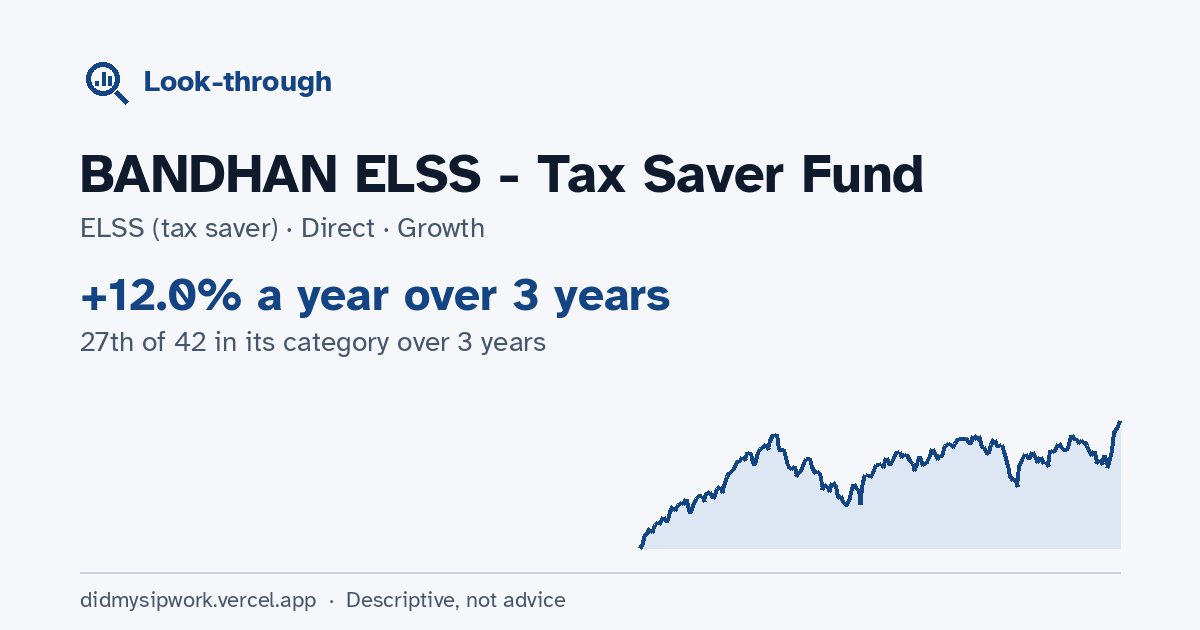 Look-through
BANDHAN ELSS - Tax Saver Fund
ELSS (tax saver) · Direct · Growth
+12.0% a year over 3 years
27th of 42 in its category over 3 years
didmysipwork.vercel.app · Descriptive, not advice